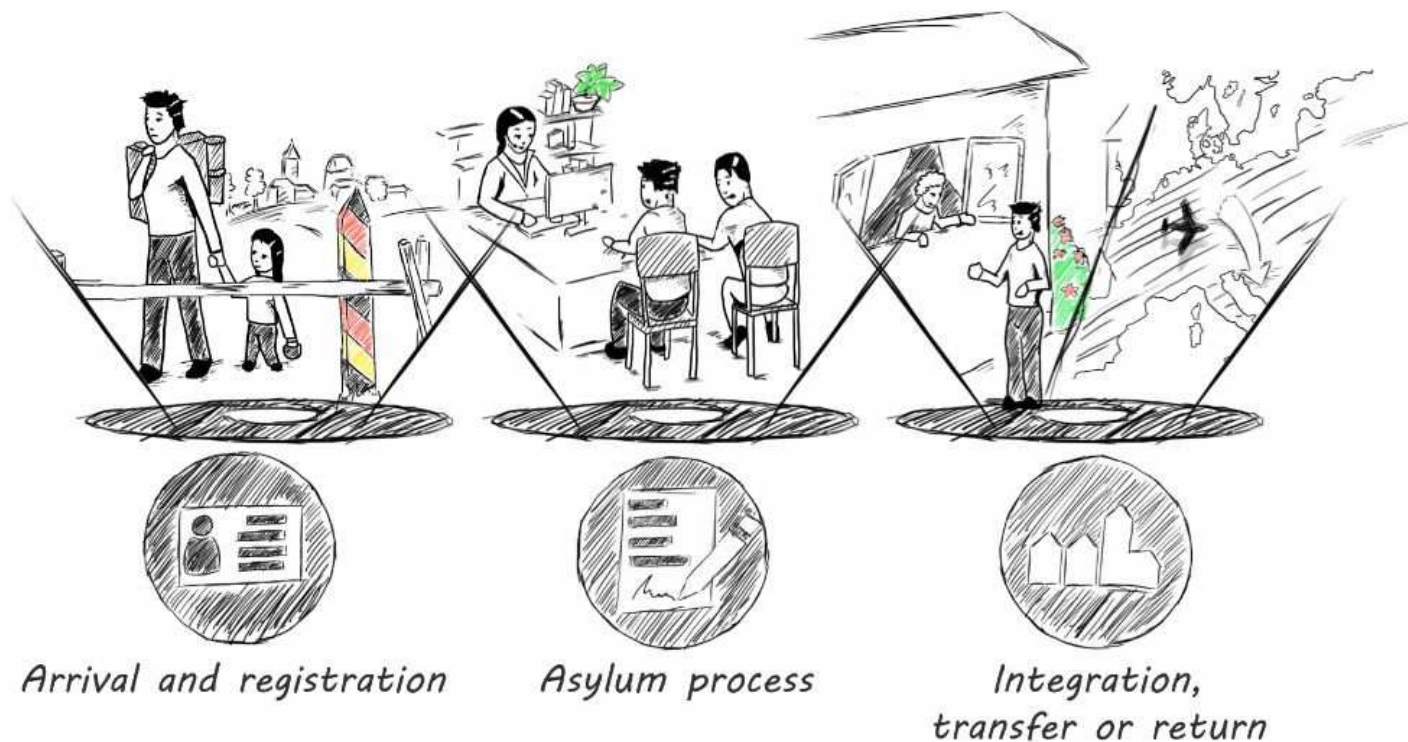 Arrival and registration
Asylum process
Integration,
transfer or return